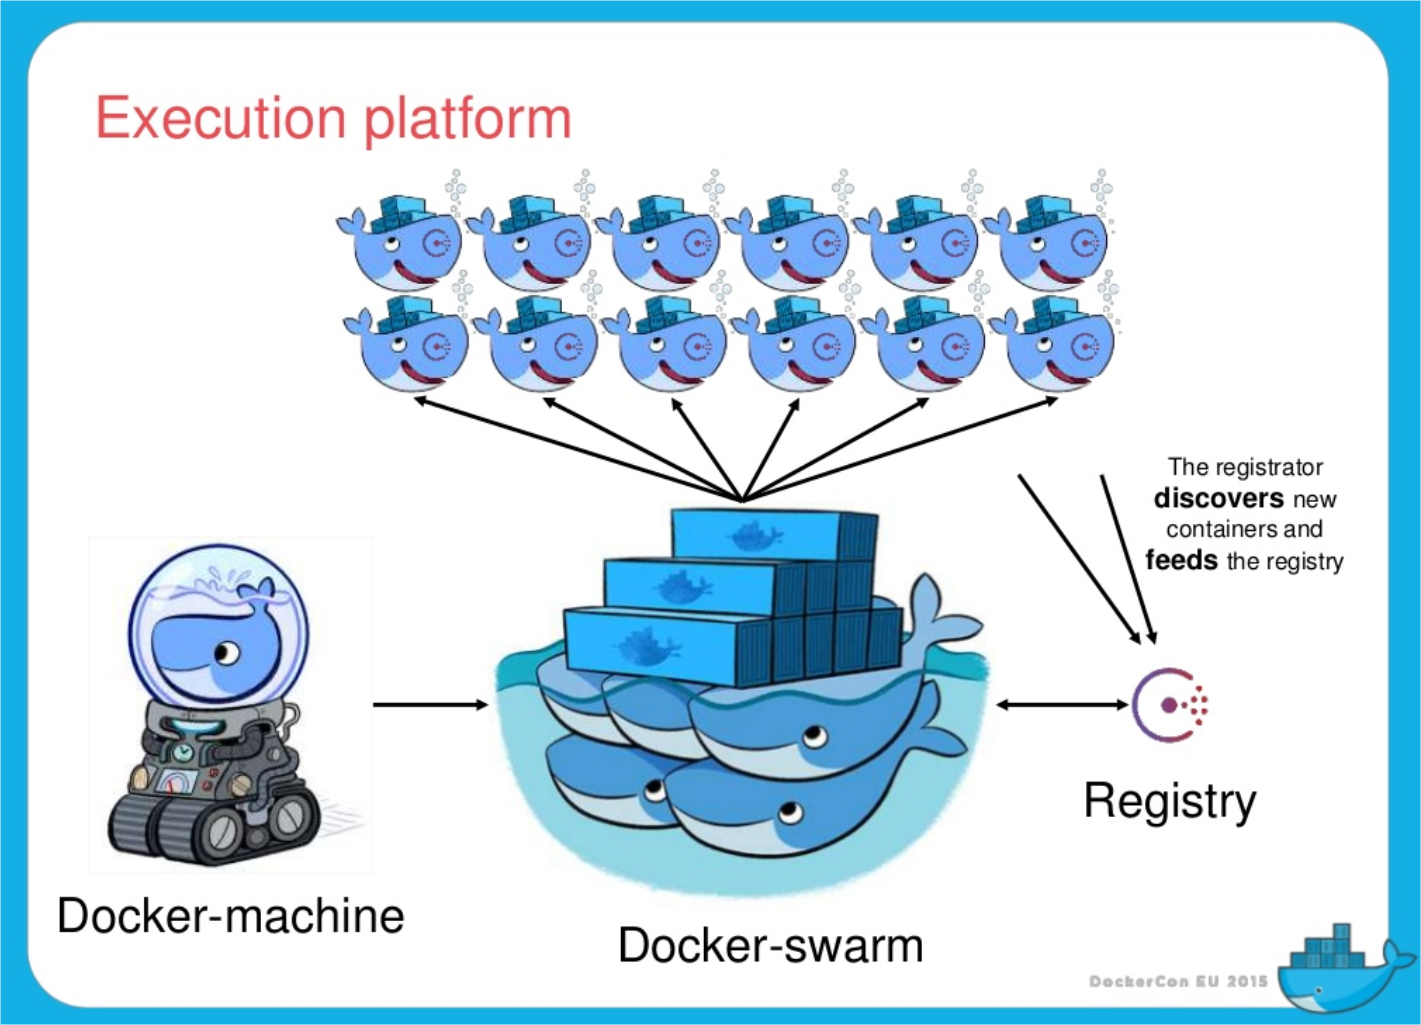 Execution platform
The registrator
discovers new
containers and
feeds the registry
Registry
Docker-machine
Docker-swarm
DockerCon EU 2015